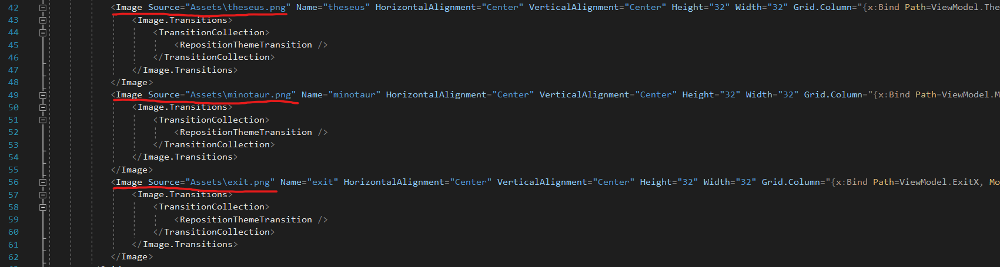 42 <Image Source="Assets\theseus.png" Name="theseus" HorizontalAlignment="Center" VerticalAlignment="Center" Height="32" Width="32" Grid.Column="{x:Bind Path=ViewModel.The
43 <Image.Transitions>
44 <TransitionCollection>
45 <RepositionThemeTransition />
46 </TransitionCollection>
47 </Image.Transitions>
48 </Image>
49 <Image Source="Assets\minotaur.png" Name="minotaur" HorizontalAlignment="Center" VerticalAlignment="Center" Height="32" Width="32" Grid.Column="{x:Bind Path=ViewModel.M
50 <Image.Transitions>
51 <TransitionCollection>
52 <RepositionThemeTransition />
53 </TransitionCollection>
54 </Image.Transitions>
55 </Image>
56 <Image Source="Assets\exit.png" Name="exit" HorizontalAlignment="Center" VerticalAlignment="Center" Height="32" Width="32" Grid.Column="{x:Bind Path=ViewModel.ExitX, Mo
57 <Image.Transitions>
58 <TransitionCollection>
59 <RepositionThemeTransition />
60 </TransitionCollection>
61 </Image.Transitions>
62 </Image>